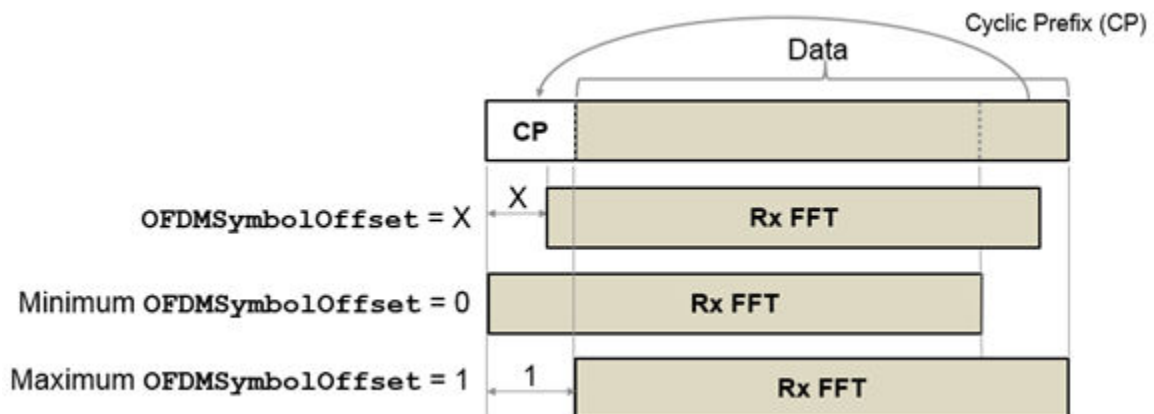 Cyclic Prefix (CP)
Data
CP
OFDMSymbolOffset = X
X
Rx FFT
Minimum OFDMSymbolOffset = 0
Rx FFT
Maximum OFDMSymbolOffset = 1
1
Rx FFT